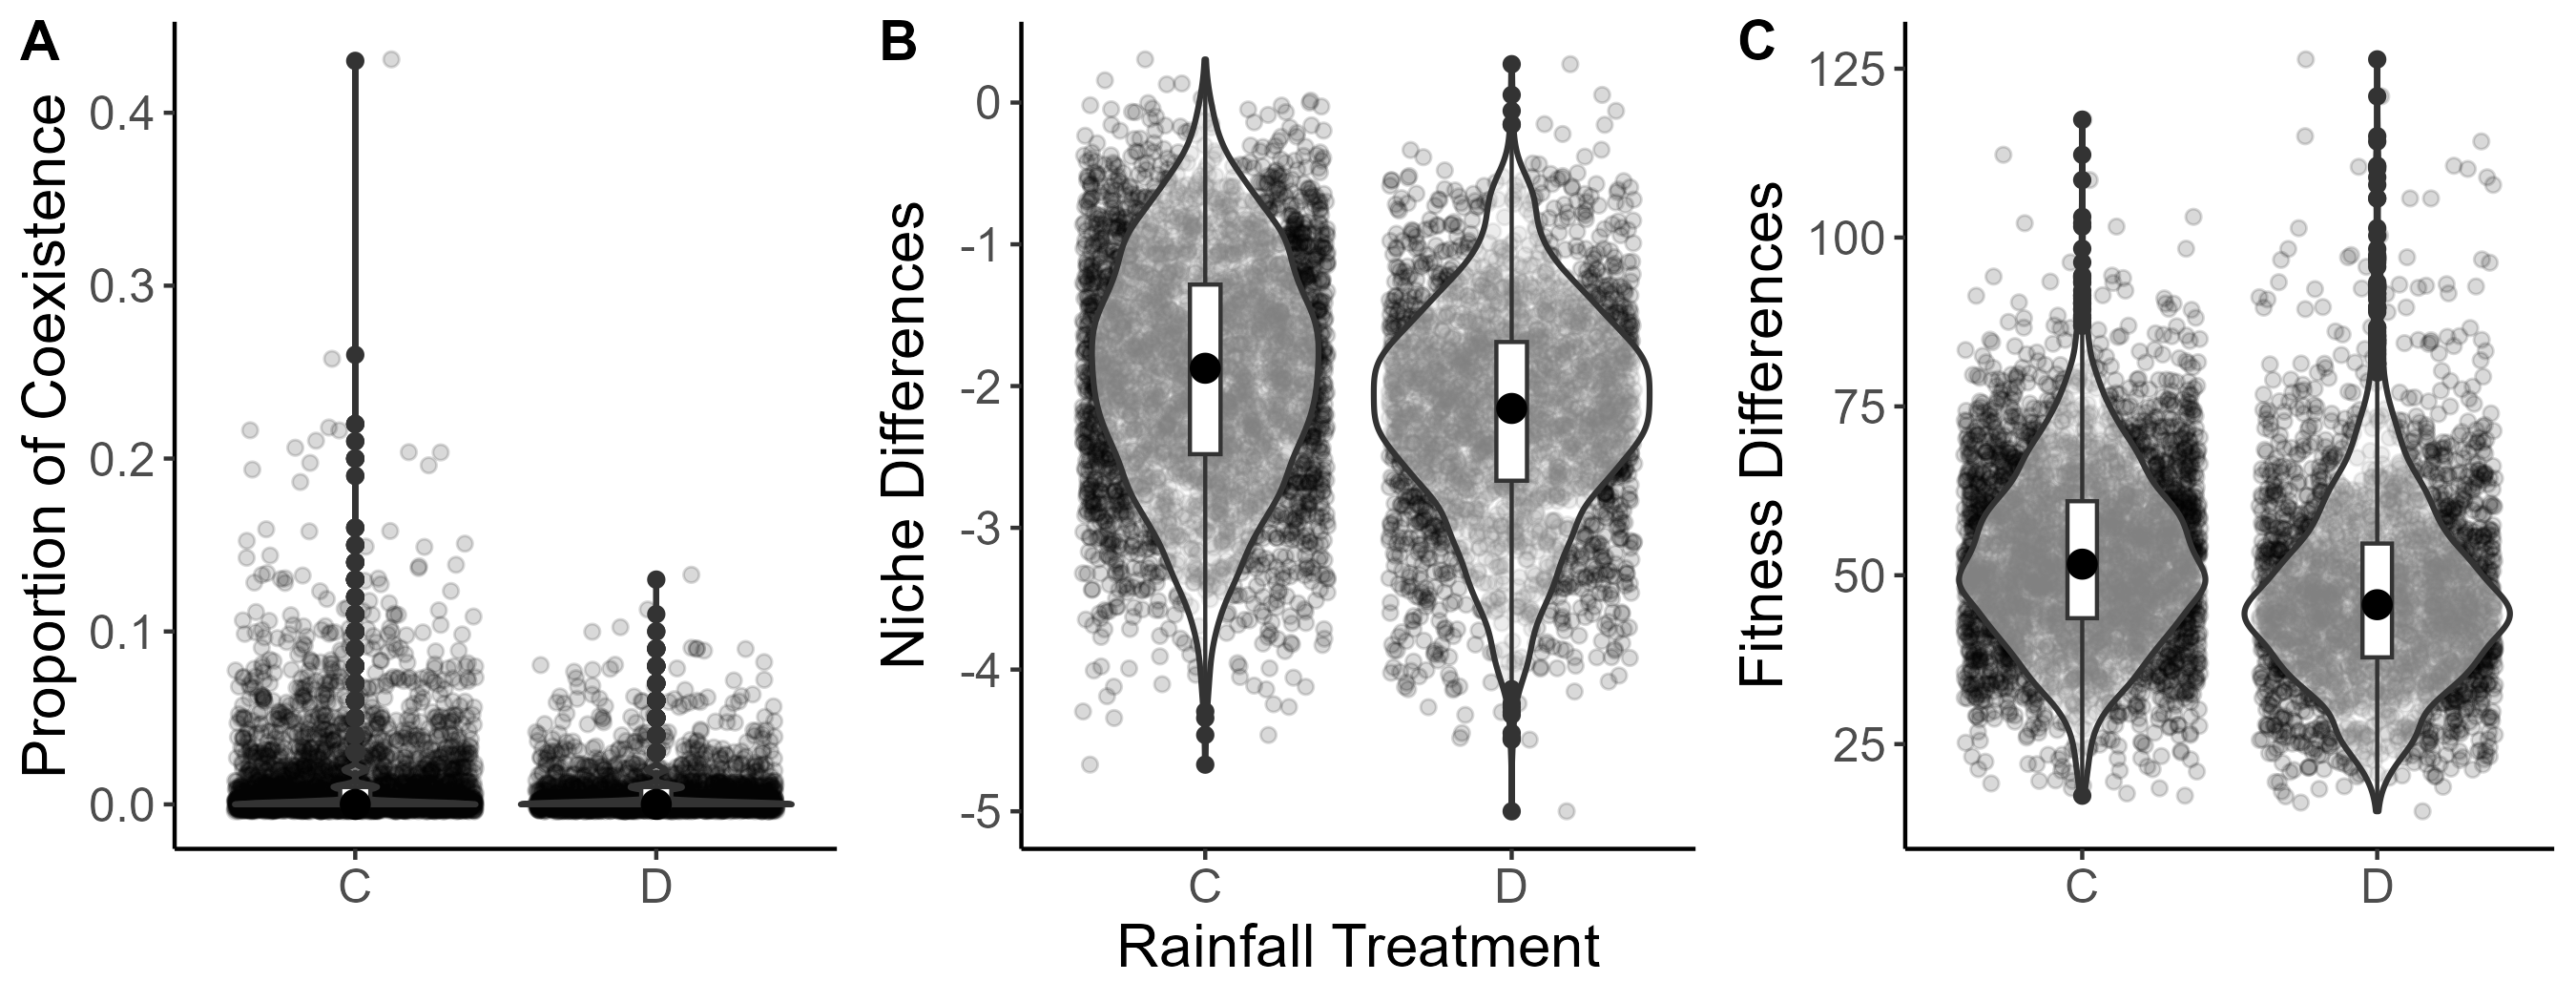 A
Proportion of Coexistence
0.4
0.3
0.2
0.1
0.0
C
D
B
Niche Differences
0
-1
-2
-3
-4
-5
C
D
C
Fitness Differences
125
100
75
50
25
C
D
Rainfall Treatment